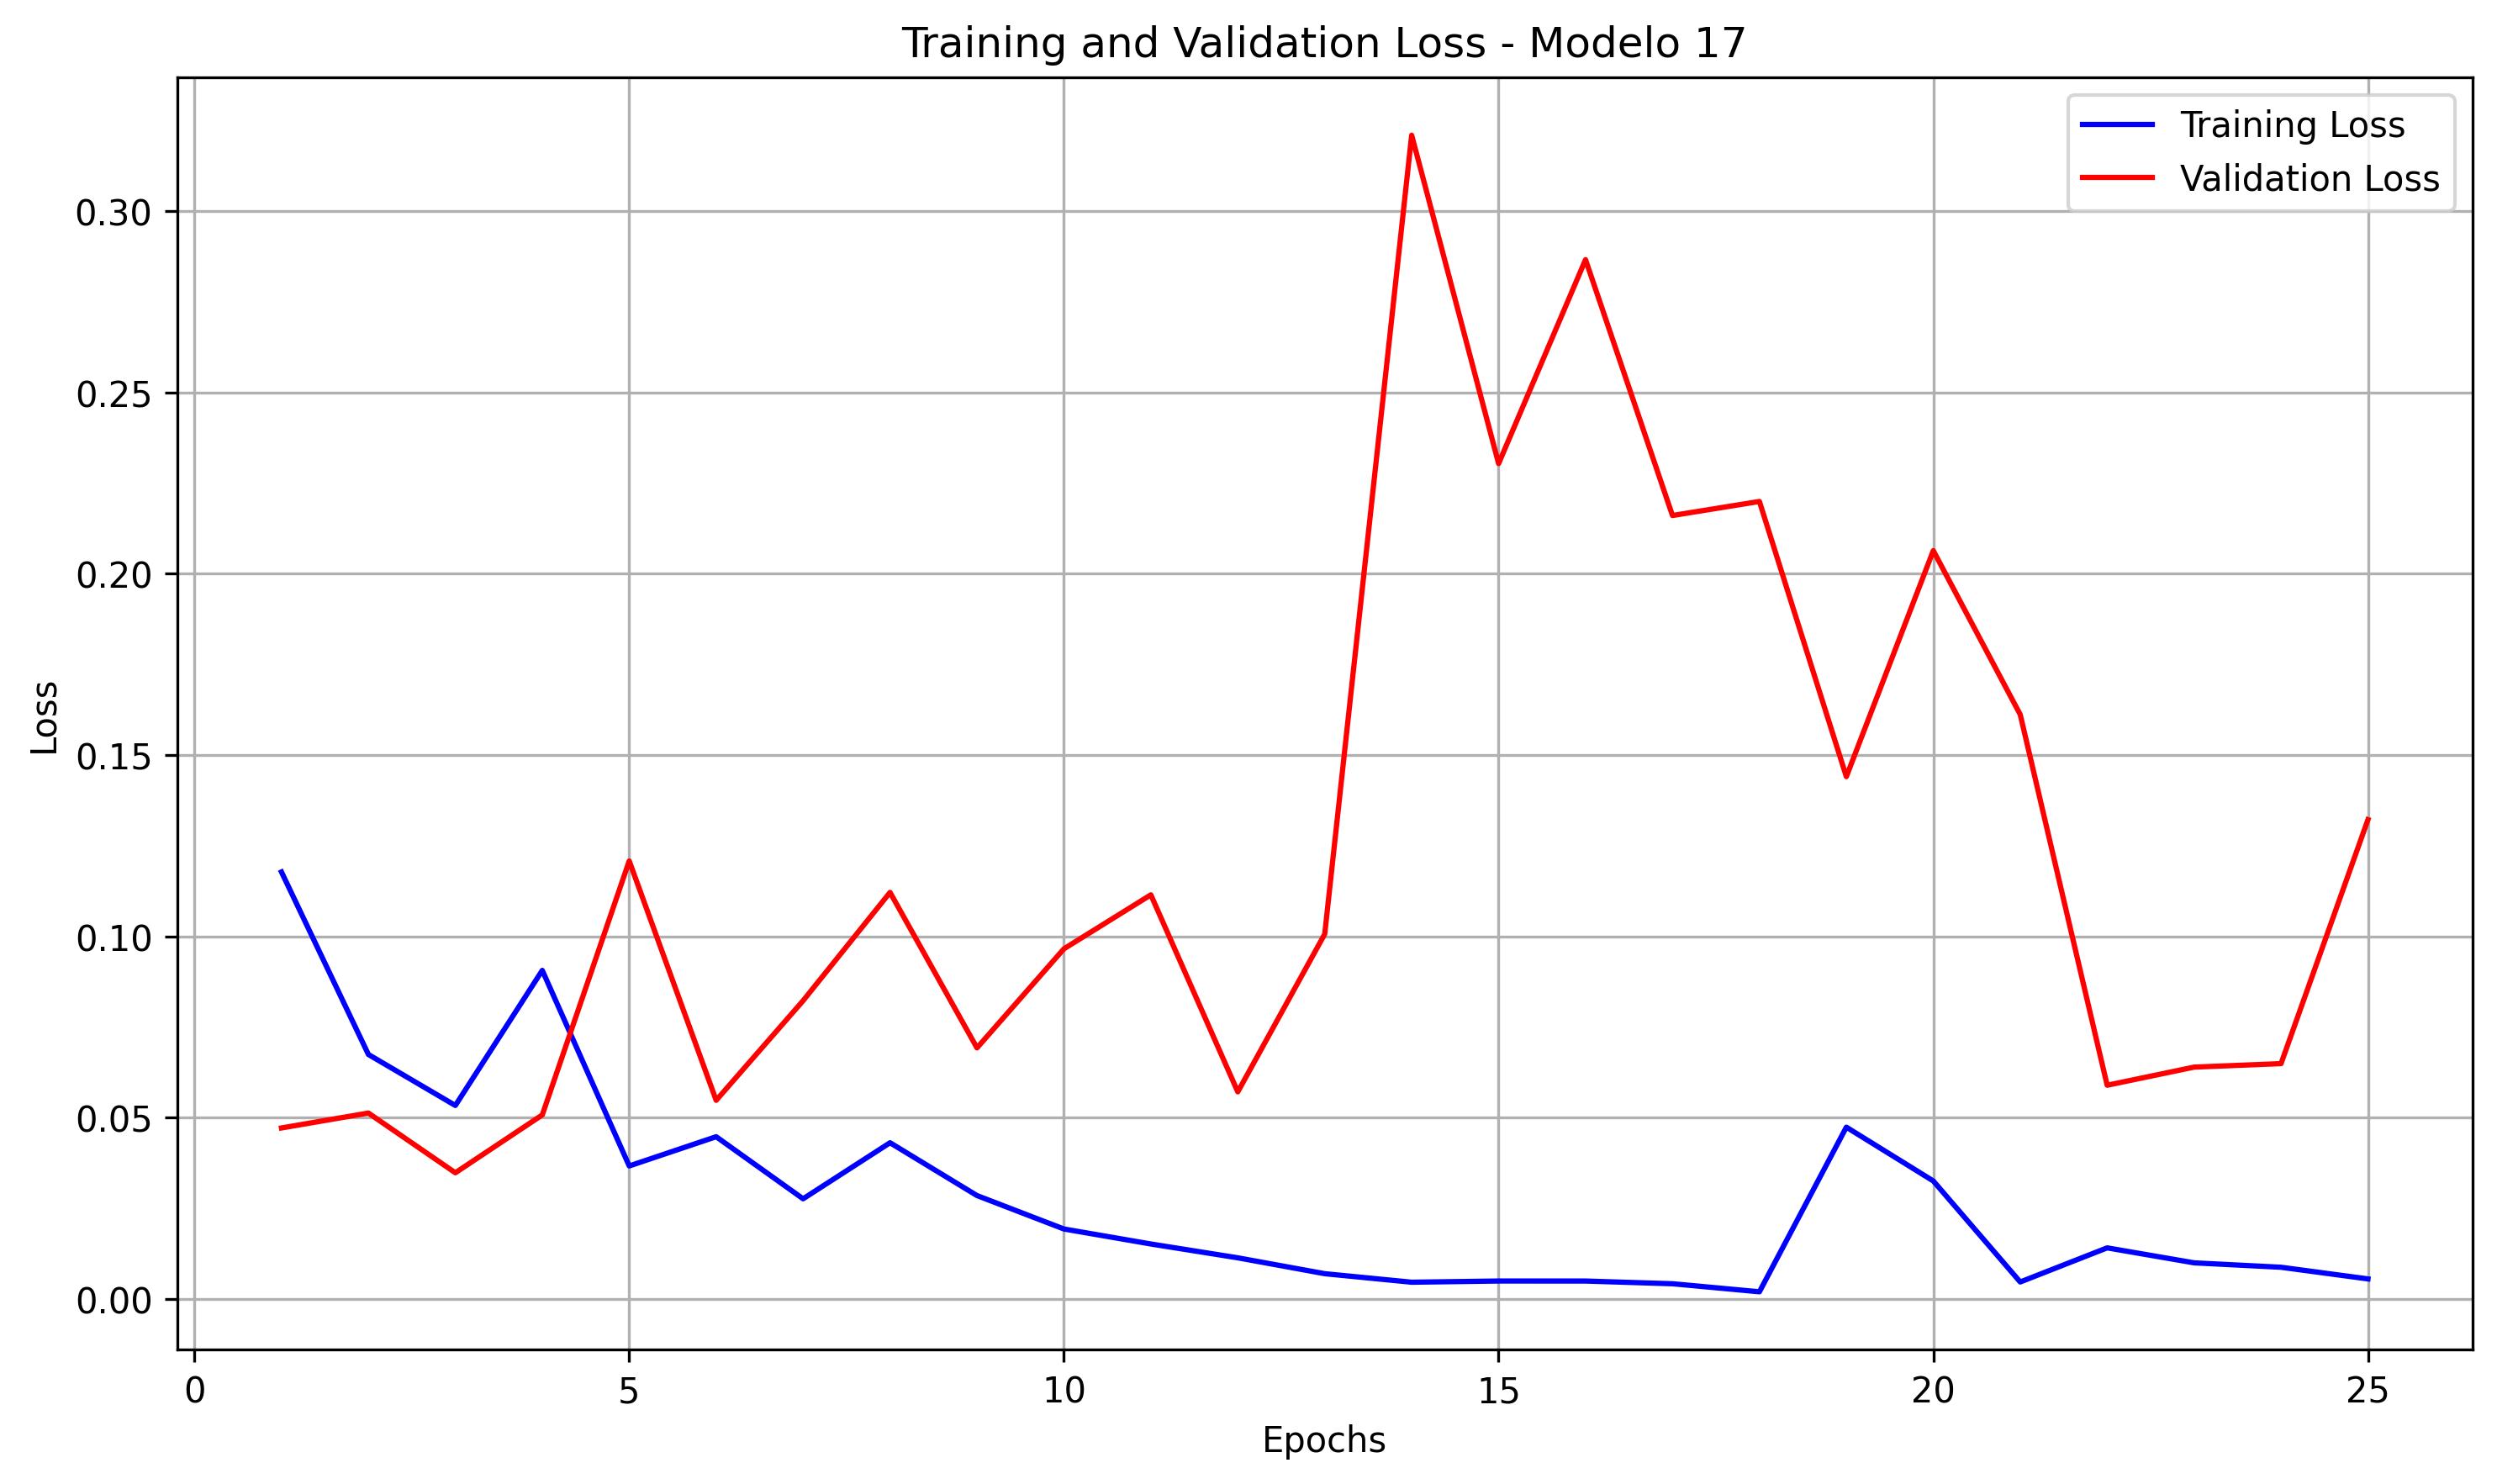 Training and Validation Loss - Modelo 17
Training Loss
Validation Loss
0.30
0.25
0.20
0.15
0.10
0.05
0.00
Loss
0 5 10 15 20 25
Epochs